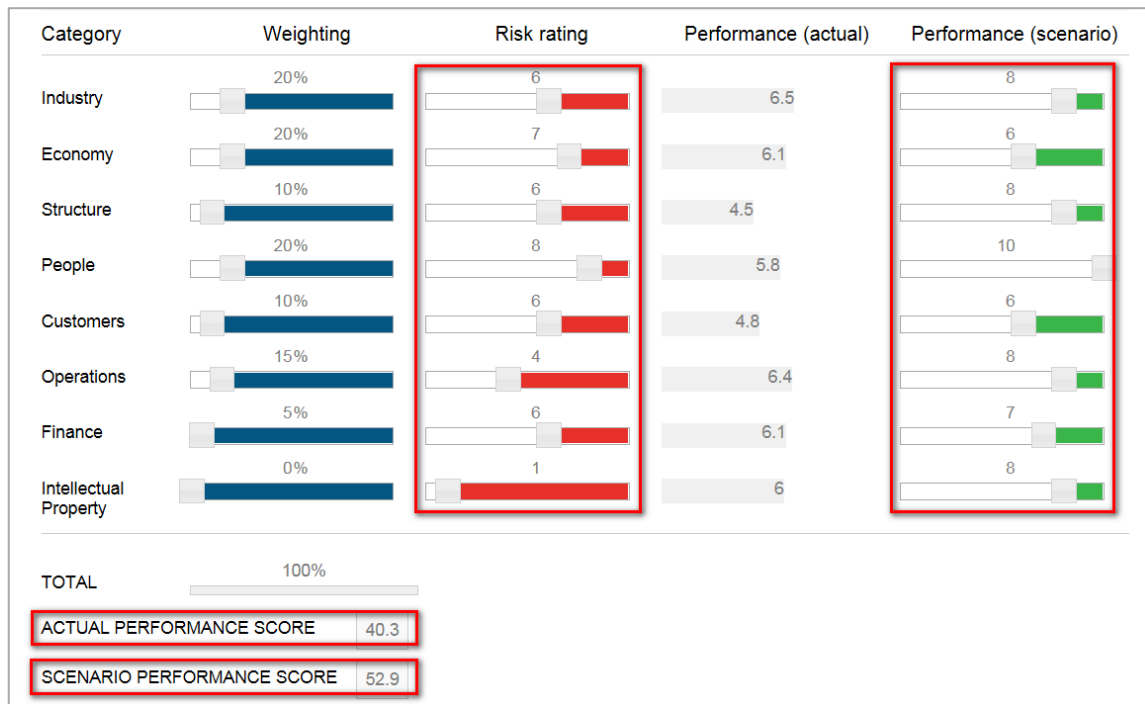 Category Weighting Risk rating Performance (actual) Performance (scenario)
20% 6 8
Industry 6.5
20% 7 6
Economy 6.1
10% 6 8
Structure 4.5
20% 8 10
People 5.8
10% 6 6
Customers 4.8
15% 4 8
Operations 6.4
5% 6 7
Finance 6.1
0% 1 8
Intellectual 6
Property
100%
TOTAL
ACTUAL PERFORMANCE SCORE 40.3
SCENARIO PERFORMANCE SCORE 52.9